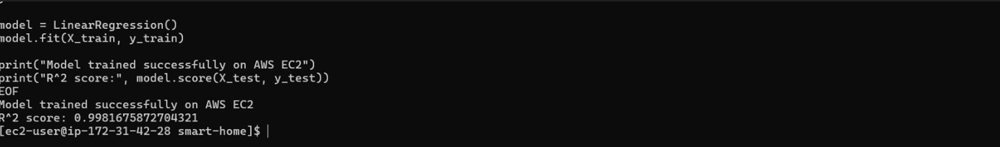 model = LinearRegression()
model.fit(X_train, y_train)
print("Model trained successfully on AWS EC2")
print("R^2 score:", model.score(X_test, y_test))
EOF
Model trained successfully on AWS EC2
R^2 score: 0.9981675872704321
[ec2-user@ip-172-31-42-28 smart-home]$